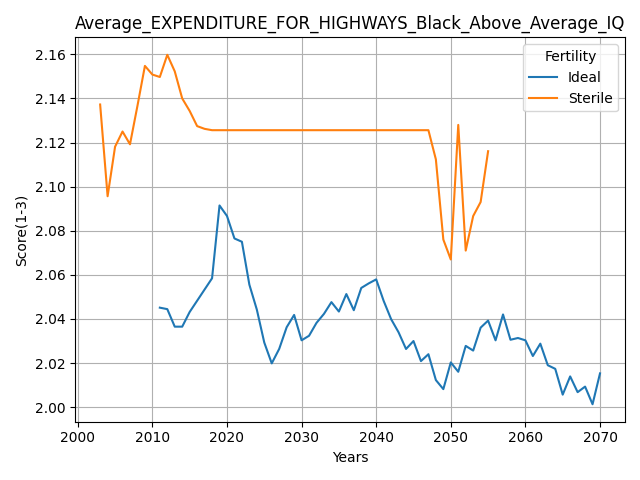 Average_EXPENDITURE_FOR_HIGHWAYS_Black_Above_Average_IQ
Fertility
Ideal
Sterile
Score(1-3)
2.16
2.14
2.12
2.10
2.08
2.06
2.04
2.02
2.00
2000 2010 2020 2030 2040 2050 2060 2070
Years